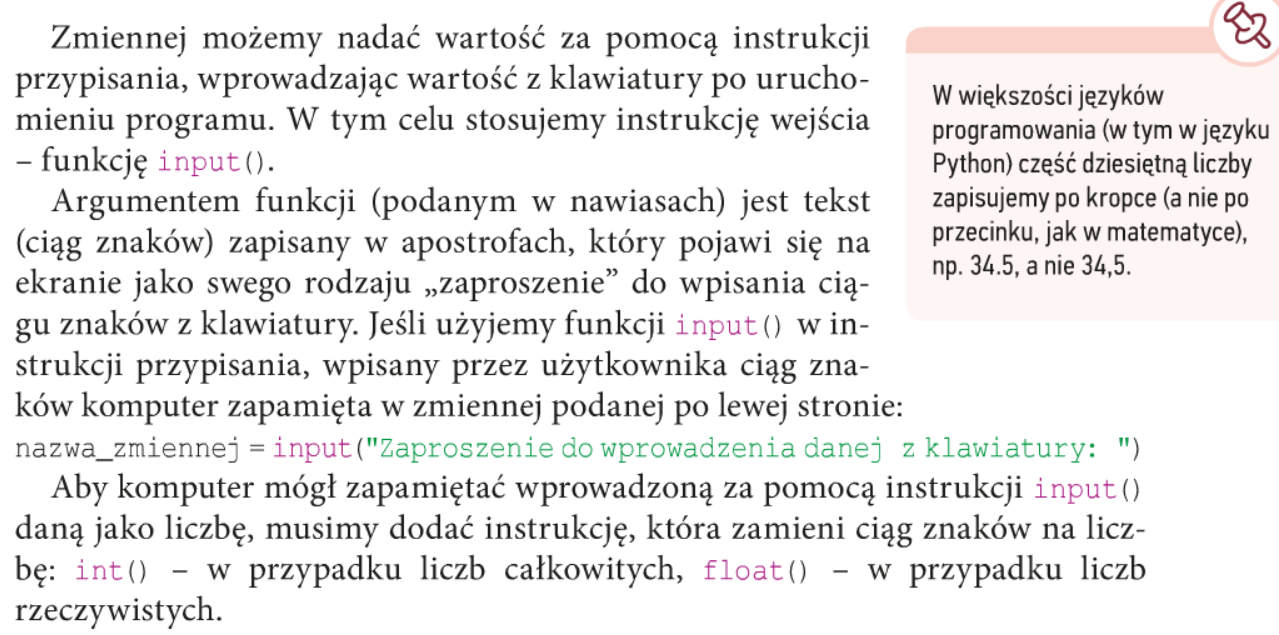 Zmiennej możemy nadać wartość za pomocą instrukcji
przypisania, wprowadzając wartość z klawiatury po urucho-
mieniu programu. W tym celu stosujemy instrukcję wejścia
– funkcję input().
Argumentem funkcji (podanym w nawiasach) jest tekst
(ciąg znaków) zapisany w apostrofach, który pojawi się na
ekranie jako swego rodzaju „zaproszenie” do wpisania cią-
gu znaków z klawiatury. Jeśli użyjemy funkcji input() w in-
strukcji przypisania, wpisany przez użytkownika ciąg zna-
ków komputer zapamięta w zmiennej podanej po lewej stronie:
nazwa_zmiennej = input("Zaproszenie do wprowadzenia danej z klawiatury: ")
Aby komputer mógł zapamiętać wprowadzoną za pomocą instrukcji input()
daną jako liczbę, musimy dodać instrukcję, która zamieni ciąg znaków na licz-
bę: int() – w przypadku liczb całkowitych, float() – w przypadku liczb
rzeczywistych.
W większości języków
programowania (w tym w języku
Python) część dziesiętną liczby
zapisujemy po kropce (a nie po
przecinku, jak w matematyce),
np. 34.5, a nie 34,5.